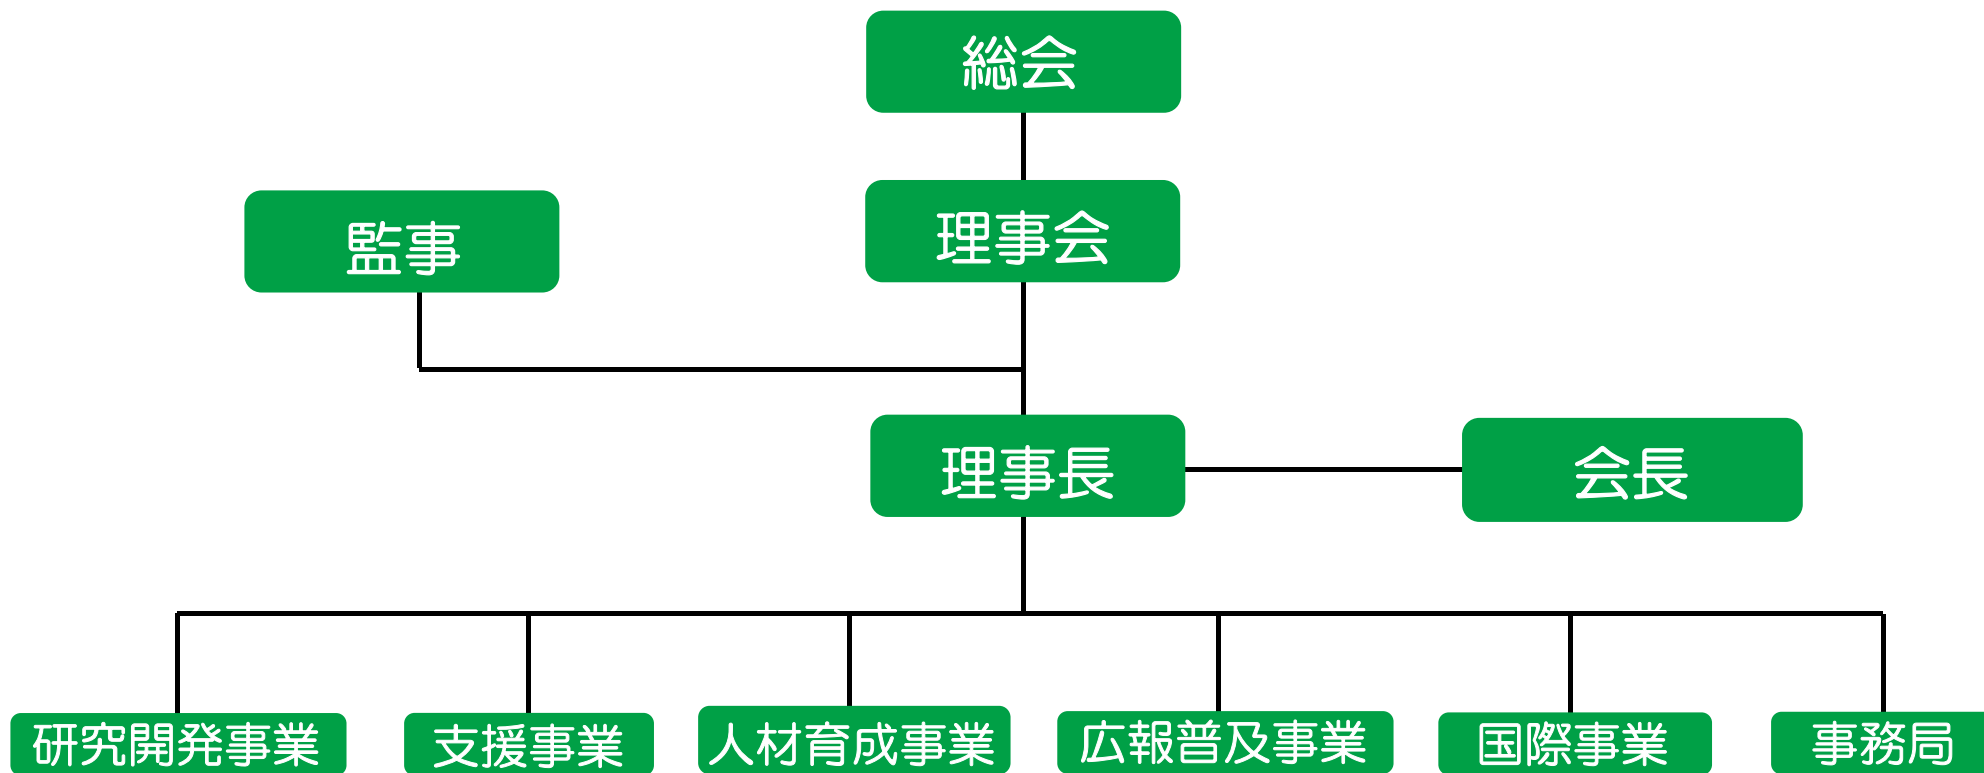 総会
監事
理事会
理事長
会長
研究開発事業
支援事業
人材育成事業
広報普及事業
国際事業
事務局